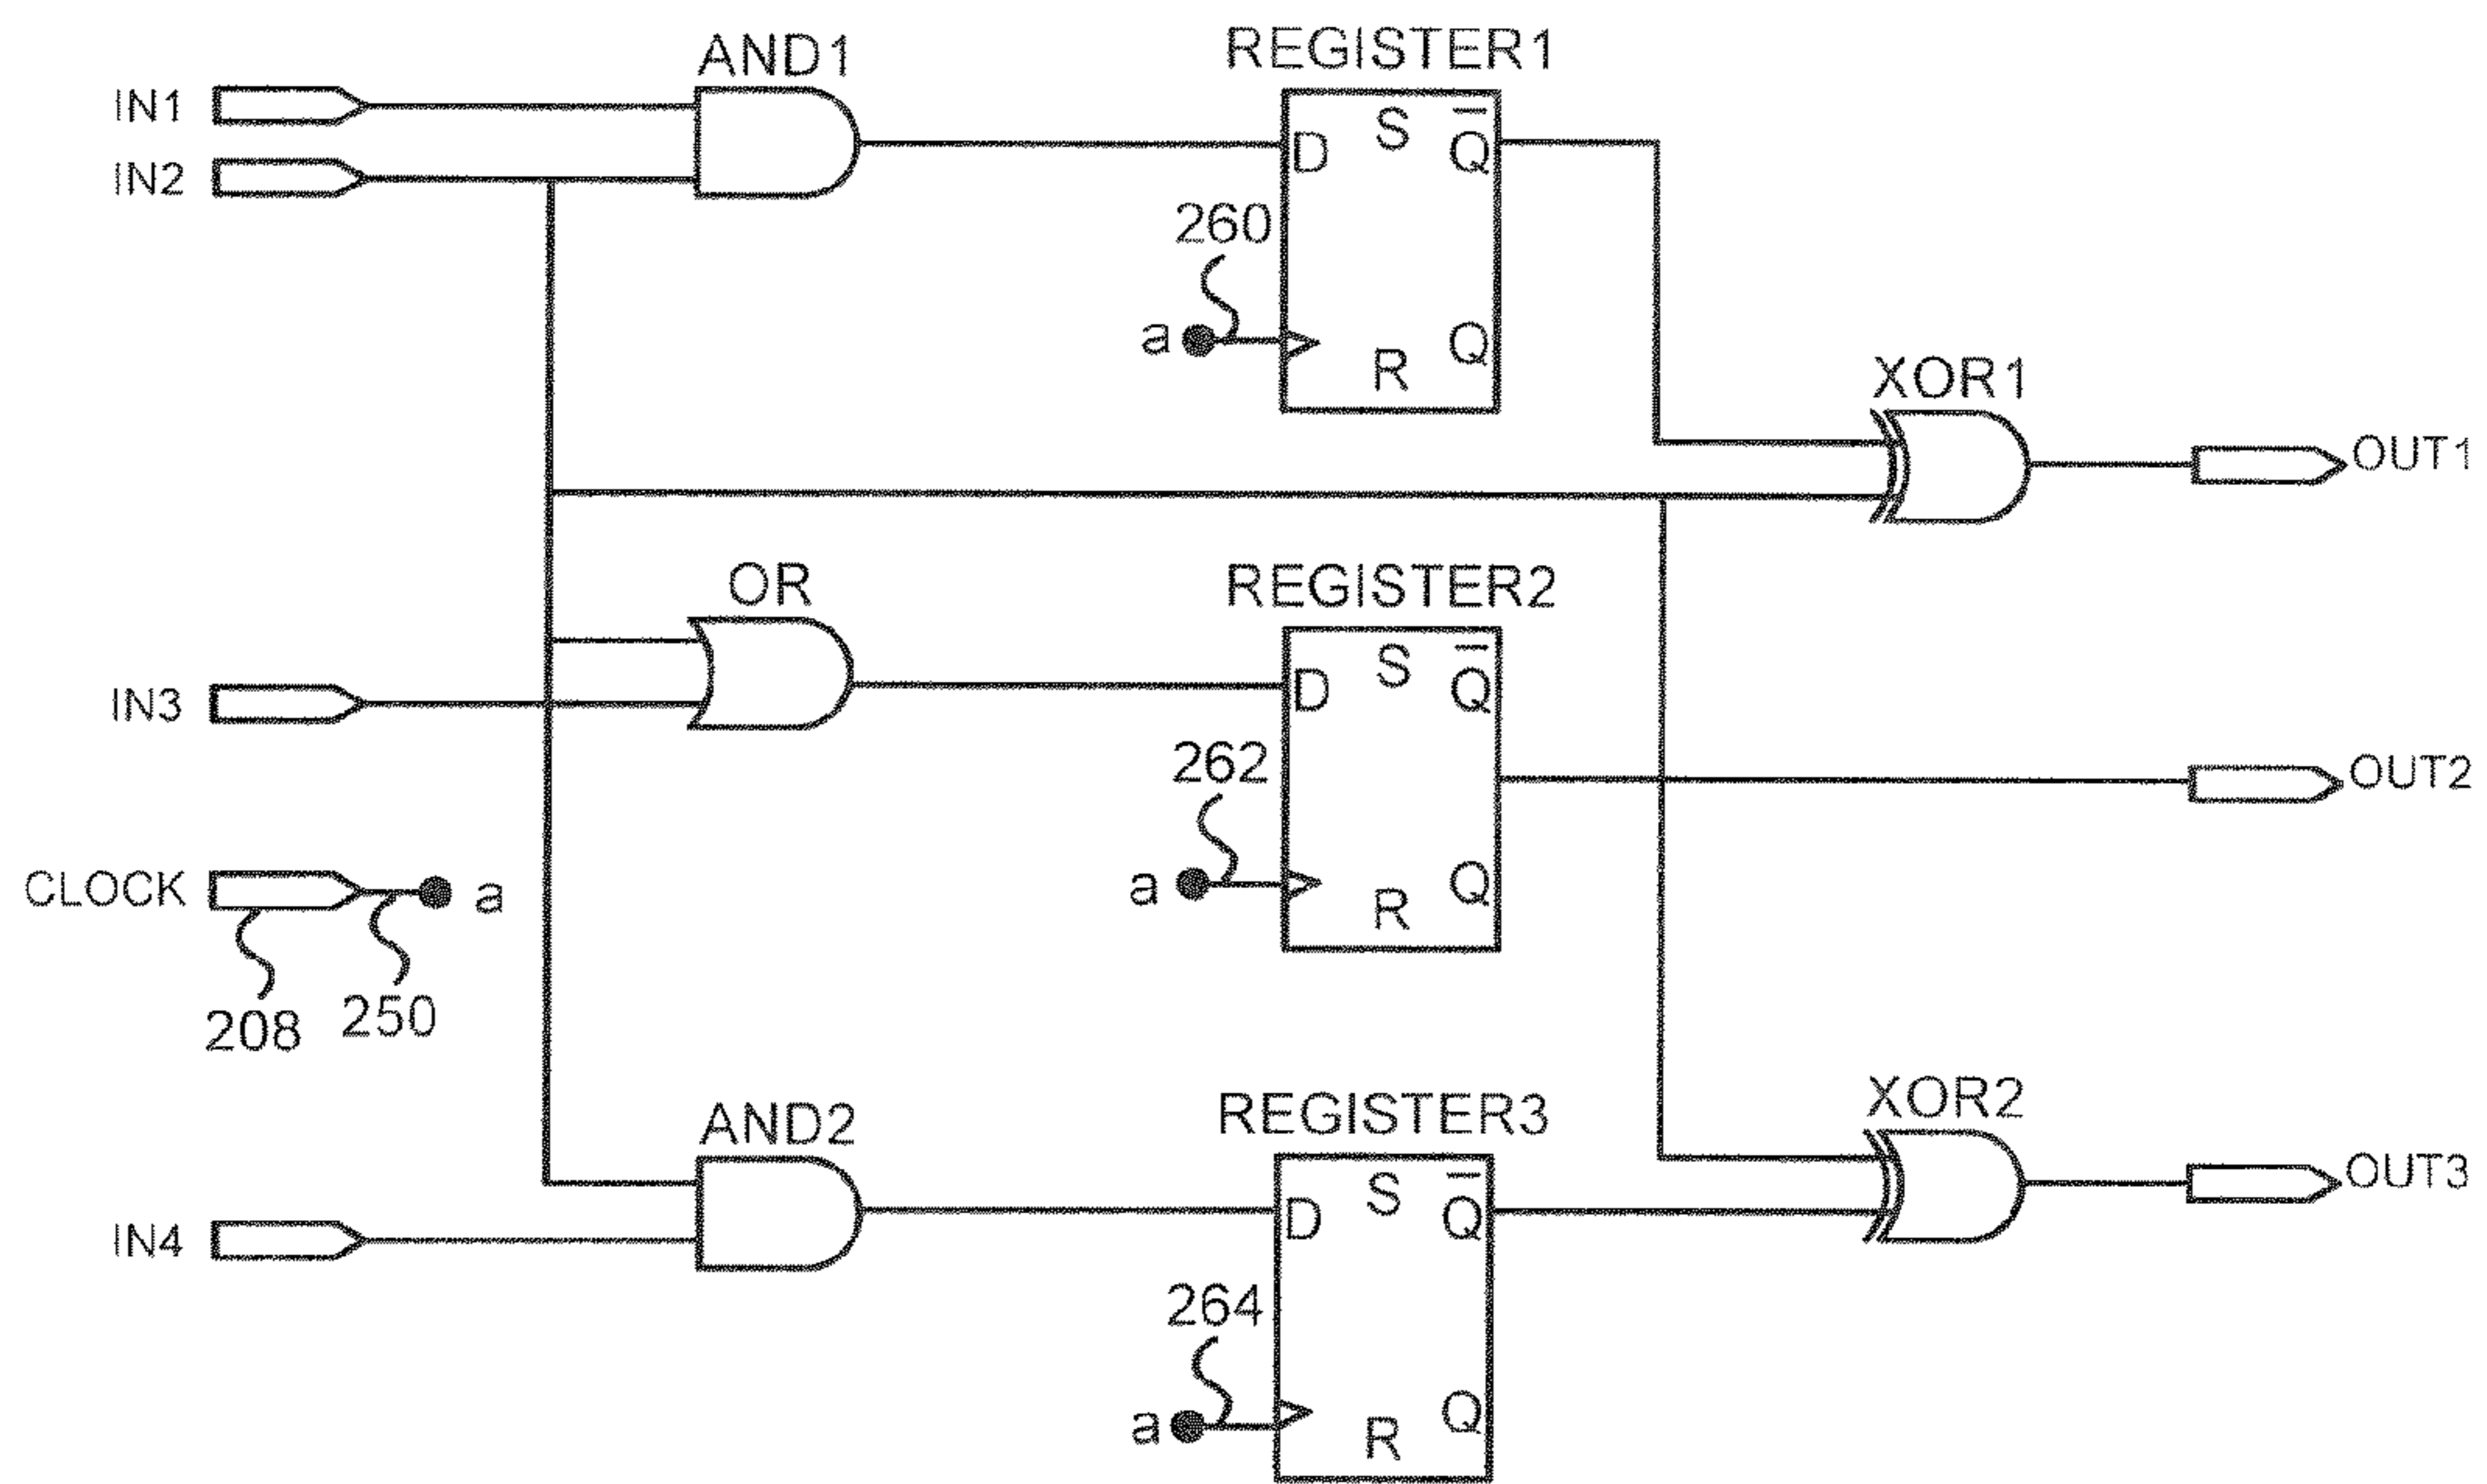 AND1
REGISTER1
IN1
IN2
D
S
Q̅
260
a
R
Q
XOR1
OUT1
OR
REGISTER2
IN3
D
S
Q̅
262
OUT2
CLOCK
a
a
R
Q
208
250
AND2
REGISTER3
XOR2
IN4
D
S
Q̅
OUT3
264
a
R
Q